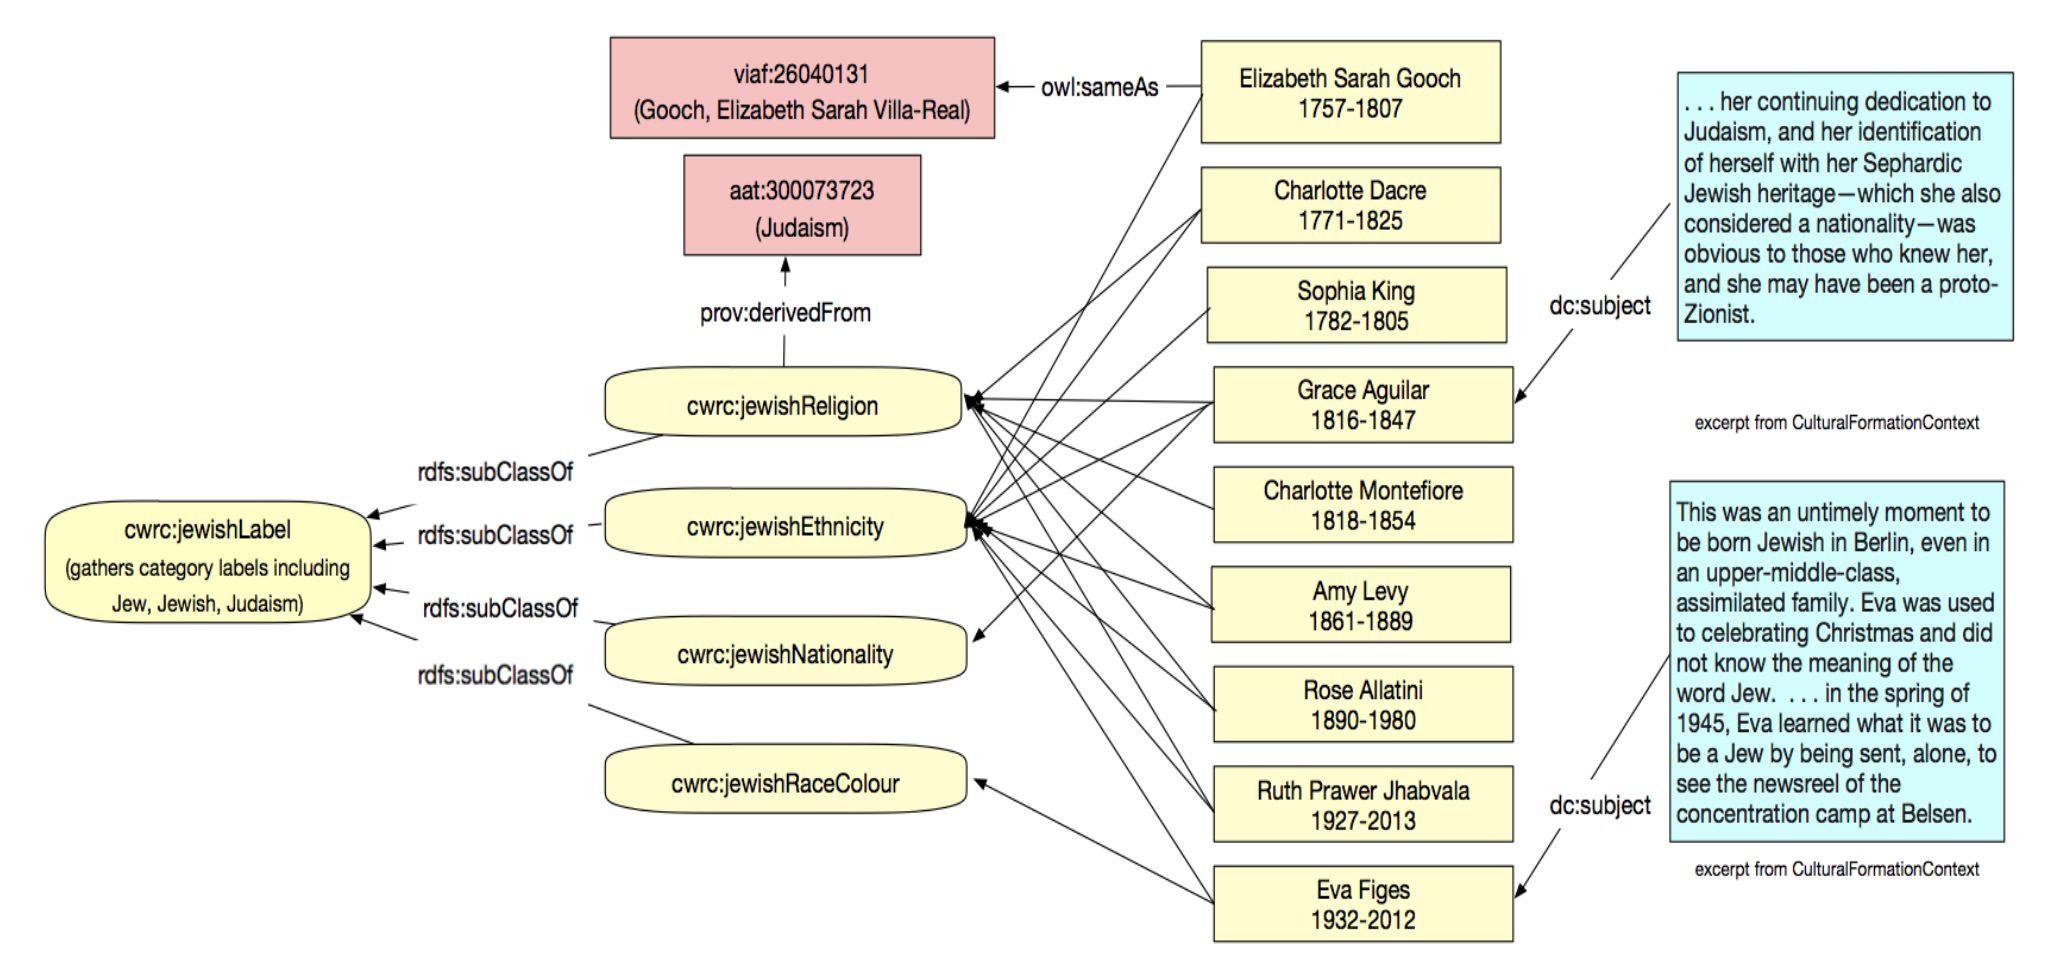 viaf:26040131
(Gooch, Elizabeth Sarah Villa-Real)
owl:sameAs
Elizabeth Sarah Gooch
1757-1807
aat:300073723
(Judaism)
Charlotte Dacre
1771-1825
prov:derivedFrom
Sophia King
1782-1805
cwrc:jewishReligion
Grace Aguilar
1816-1847
rdfs:subClassOf
cwrc:jewishLabel
(gathers category labels including
Jew, Jewish, Judaism)
rdfs:subClassOf
cwrc:jewishEthnicity
Charlotte Montefiore
1818-1854
rdfs:subClassOf
cwrc:jewishNationality
Amy Levy
1861-1889
rdfs:subClassOf
cwrc:jewishRaceColour
Rose Allatini
1890-1980
Ruth Prawer Jhabvala
1927-2013
Eva Figes
1932-2012
. . . her continuing dedication to
Judaism, and her identification
of herself with her Sephardic
Jewish heritage—which she also
considered a nationality—was
obvious to those who knew her,
and she may have been a proto-
Zionist.
dc:subject
excerpt from CulturalFormationContext
This was an untimely moment to
be born Jewish in Berlin, even in
an upper-middle-class,
assimilated family. Eva was used
to celebrating Christmas and did
not know the meaning of the
word Jew.  . . . in the spring of
1945, Eva learned what it was to
be a Jew by being sent, alone, to
see the newsreel of the
concentration camp at Belsen.
dc:subject
excerpt from CulturalFormationContext